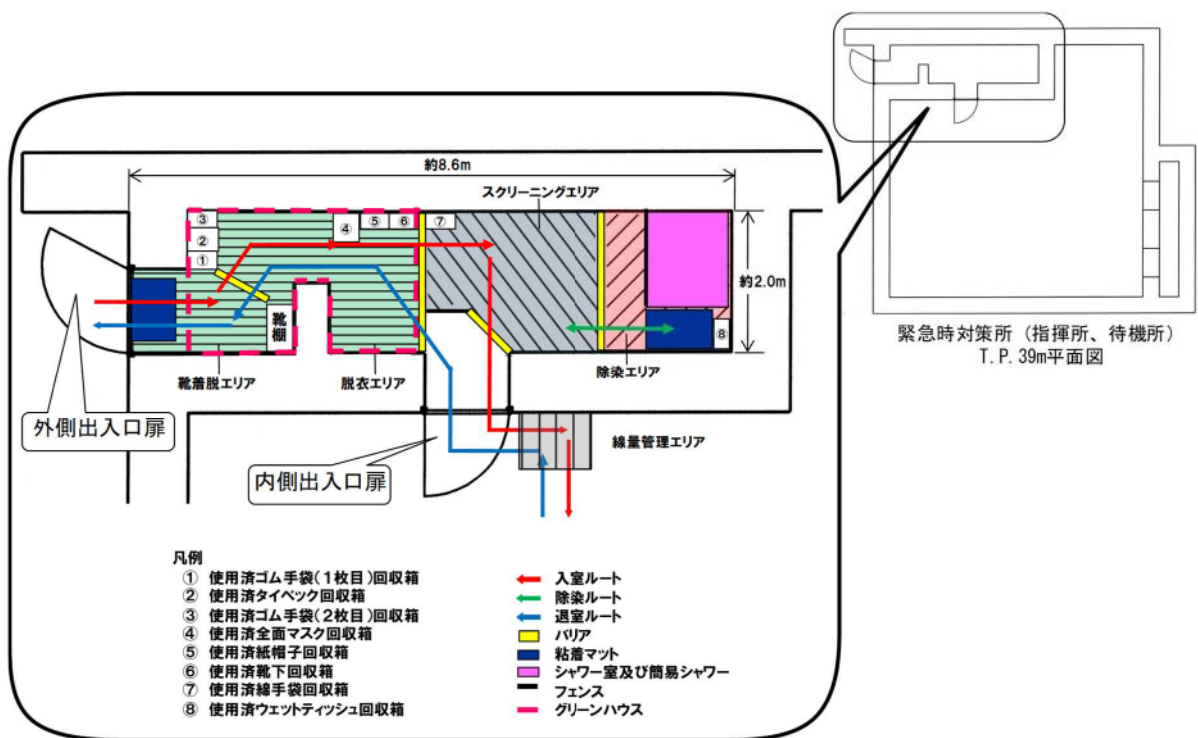 約8.6m
スクリーニングエリア
③
②
①
④
⑤
⑥
⑦
約2.0m
靴棚
⑧
靴着脱エリア
脱衣エリア
除染エリア
外側出入口扉
内側出入口扉
線量管理エリア
緊急時対策所（指揮所、待機所）
T.P. 39m平面図
凡例
① 使用済ゴム手袋(1枚目)回収箱
② 使用済タイベック回収箱
③ 使用済ゴム手袋(2枚目)回収箱
④ 使用済全面マスク回収箱
⑤ 使用済紙帽子回収箱
⑥ 使用済靴下回収箱
⑦ 使用済綿手袋回収箱
⑧ 使用済ウェットティッシュ回収箱
入室ルート
除染ルート
退室ルート
バリア
粘着マット
シャワー室及び簡易シャワー
フェンス
グリーンハウス